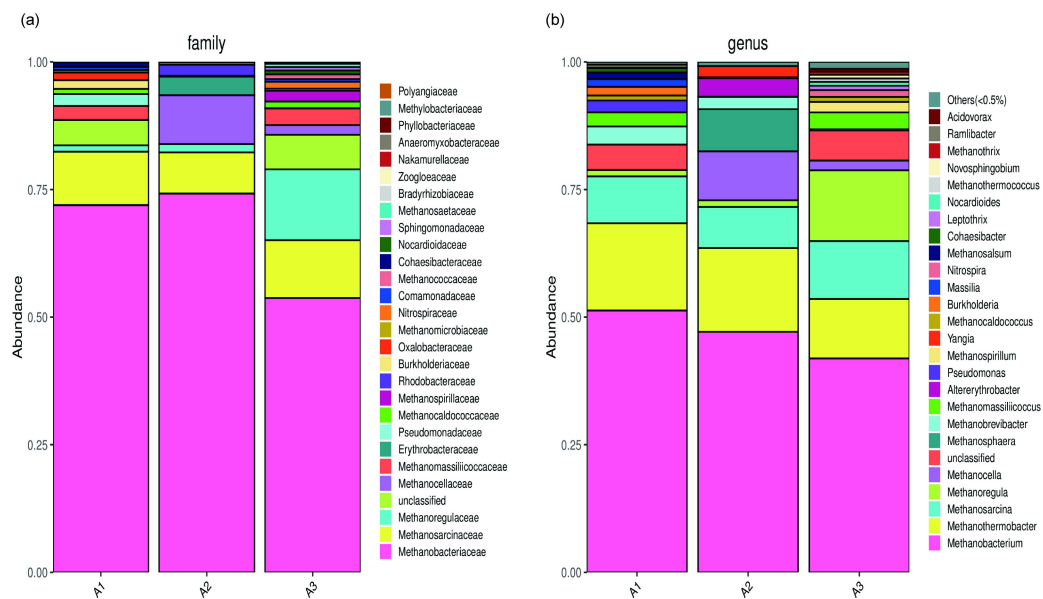 (a)
family
Abundance
1.00
0.75
0.50
0.25
0.00
A1
A2
A3
Polyangiaceae
Methylobacteriaceae
Phyllobacteriaceae
Anaeromyxobacteraceae
Nakamurellaceae
Zoogloeaceae
Bradyrhizobiaceae
Methanosaetaceae
Sphingomonadaceae
Nocardioidaceae
Cohaesibacteraceae
Methanococcaceae
Comamonadaceae
Nitrospiraceae
Methanomicrobiaceae
Oxalobacteraceae
Burkholderiaceae
Rhodobacteraceae
Methanospirillaceae
Methanocaldococcaceae
Pseudomonadaceae
Erythrobacteraceae
Methanomassiliicoccaceae
Methanocellaceae
unclassified
Methanoregulaceae
Methanosarcinaceae
Methanobacteriaceae
(b)
genus
Abundance
1.00
0.75
0.50
0.25
0.00
A1
A2
A3
Others(<0.5%)
Acidovorax
Ramlibacter
Methanothrix
Novosphingobium
Methanothermococcus
Nocardioides
Leptothrix
Cohaesibacter
Methanosalsum
Nitrospira
Massilia
Burkholderia
Methanocaldococcus
Yangia
Methanospirillum
Pseudomonas
Altererythrobacter
Methanomassiliicoccus
Methanobrevibacter
Methanosphaera
unclassified
Methanocella
Methanoregula
Methanosarcina
Methanothermobacter
Methanobacterium